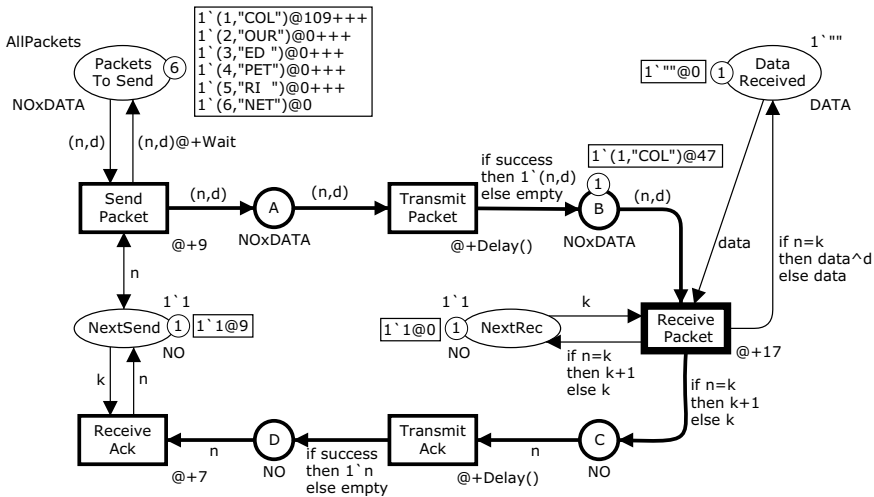 AllPackets
Packets
To Send
6
NOxDATA
1`(1,"COL")@109+++
1`(2,"OUR")@0+++
1`(3,"ED ")@0+++
1`(4,"PET")@0+++
1`(5,"RI  ")@0+++
1`(6,"NET")@0
1`""
1`""@0
1
Data
Received
DATA
(n,d)
(n,d)@+Wait
Send
Packet
@+9
(n,d)
A
NOxDATA
(n,d)
Transmit
Packet
@+Delay()
if success
then 1`(n,d)
else empty
1`(1,"COL")@47
1
B
NOxDATA
(n,d)
data
if n=k
then data^d
else data
n
1`1
NextSend
1
1`1@9
NO
1`1
1`1@0
1
NextRec
NO
k
if n=k
then k+1
else k
Receive
Packet
@+17
if n=k
then k+1
else k
k
n
Receive
Ack
@+7
n
D
NO
if success
then 1`n
else empty
Transmit
Ack
@+Delay()
n
C
NO